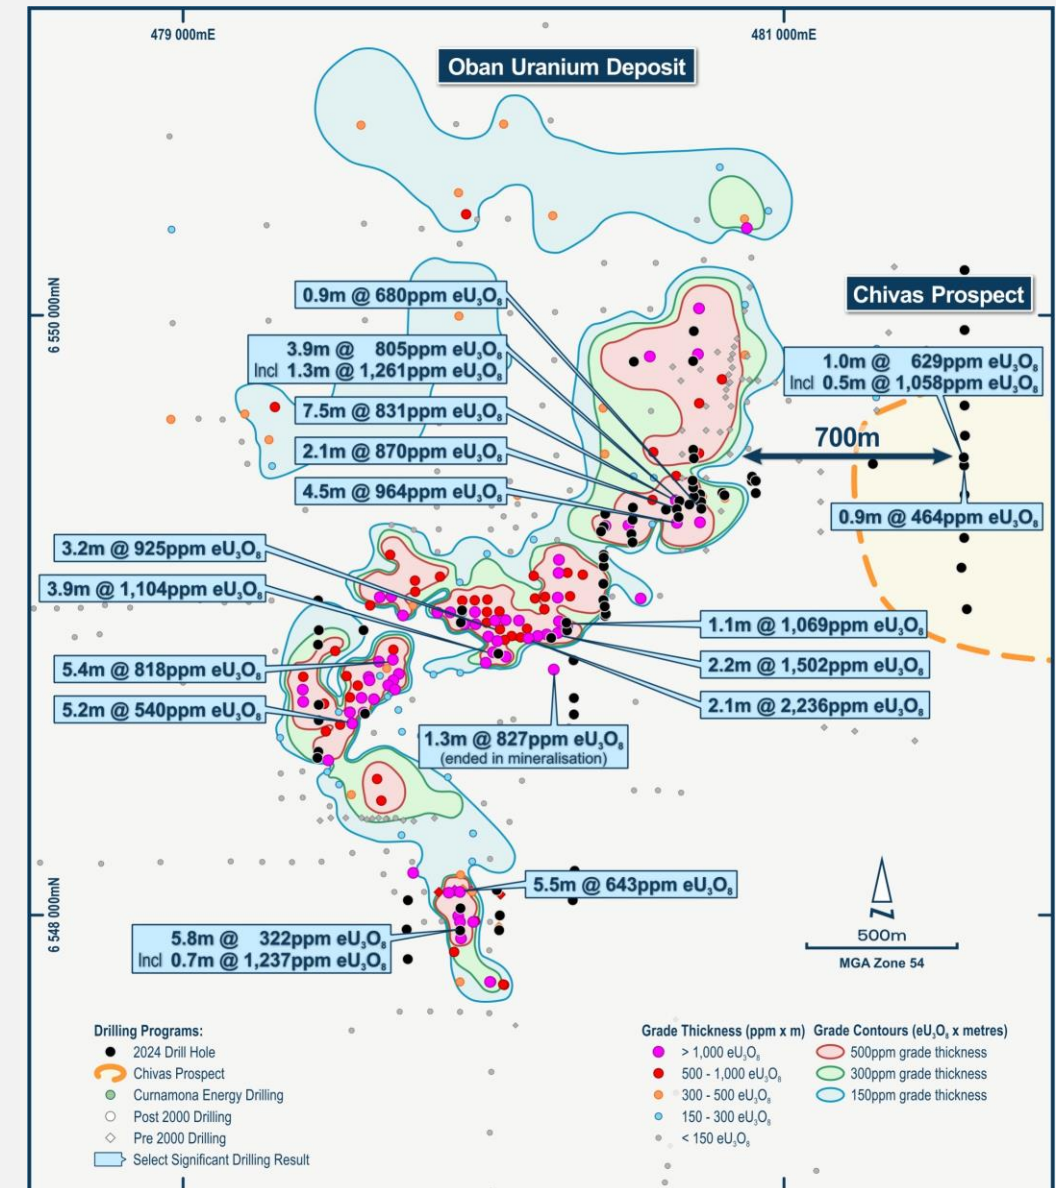 479 000mE
481 000mE
Oban Uranium Deposit
6 550 000mN
Chivas Prospect
0.9m @ 680ppm eU₃O₈
3.9m @ 805ppm eU₃O₈
Incl 1.3m @ 1,261ppm eU₃O₈
7.5m @ 831ppm eU₃O₈
2.1m @ 870ppm eU₃O₈
4.5m @ 964ppm eU₃O₈
1.0m @ 629ppm eU₃O₈
Incl 0.5m @ 1,058ppm eU₃O₈
700m
0.9m @ 464ppm eU₃O₈
3.2m @ 925ppm eU₃O₈
3.9m @ 1,104ppm eU₃O₈
5.4m @ 818ppm eU₃O₈
5.2m @ 540ppm eU₃O₈
1.1m @ 1,069ppm eU₃O₈
2.2m @ 1,502ppm eU₃O₈
2.1m @ 2,236ppm eU₃O₈
1.3m @ 827ppm eU₃O₈
(ended in mineralisation)
5.5m @ 643ppm eU₃O₈
5.8m @ 322ppm eU₃O₈
Incl 0.7m @ 1,237ppm eU₃O₈
6 548 000mN
Z
500m
MGA Zone 54
Drilling Programs:
2024 Drill Hole
Chivas Prospect
Curnamona Energy Drilling
Post 2000 Drilling
Pre 2000 Drilling
Select Significant Drilling Result
Grade Thickness (ppm x m)
> 1,000 eU₃O₈
500 - 1,000 eU₃O₈
300 - 500 eU₃O₈
150 - 300 eU₃O₈
< 150 eU₃O₈
Grade Contours (eU₃O₈ x metres)
500ppm grade thickness
300ppm grade thickness
150ppm grade thickness